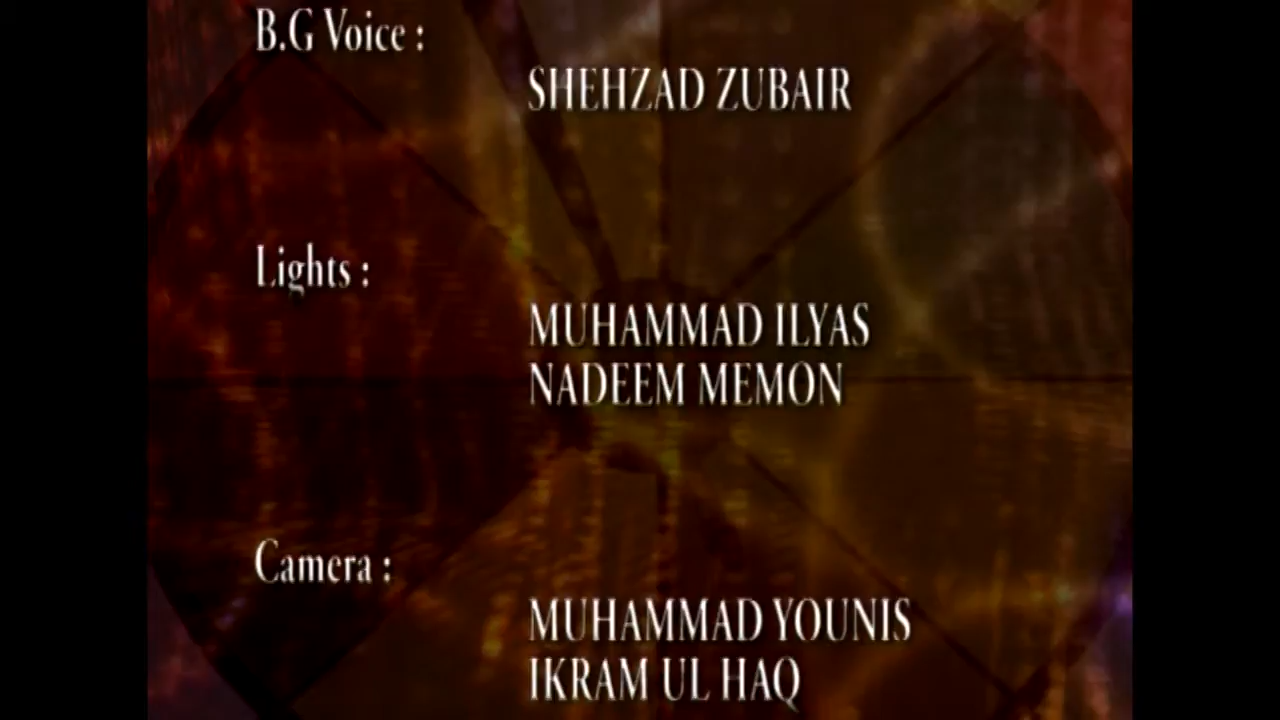 B.G Voice :
SHEHZAD ZUBAIR
Lights :
MUHAMMAD ILYAS
NADEEM MEMON
Camera :
MUHAMMAD YOUNIS
IKRAM UL HAQ